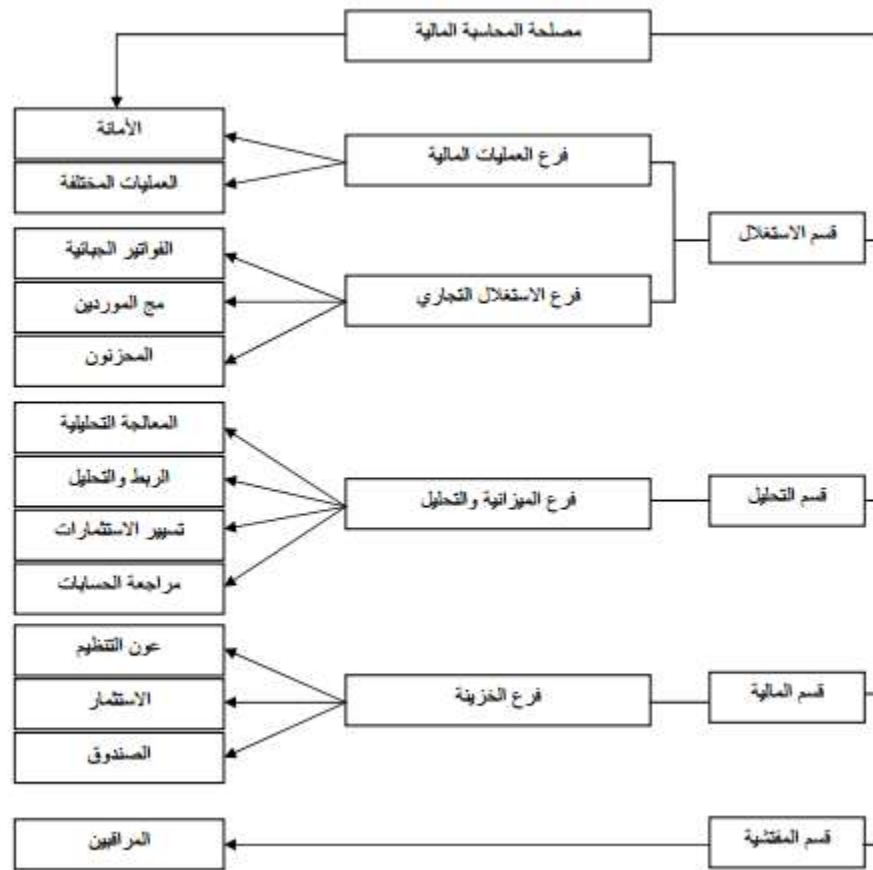 مصلحة المحاسبة المالية
قسم الاستغلال
فرع العمليات المالية
الأمانة
العمليات المختلفة
فرع الاستغلال التجاري
الفواتير الجبائية
مج الموردين
المحزنون
قسم التحليل
فرع الميزانية والتحليل
المعالجة التحليلية
الربط والتحليل
تسيير الاستثمارات
مراجعة الحسابات
قسم المالية
فرع الخزينة
عون التنظيم
الاستثمار
الصندوق
قسم المفتشية
المراقبين